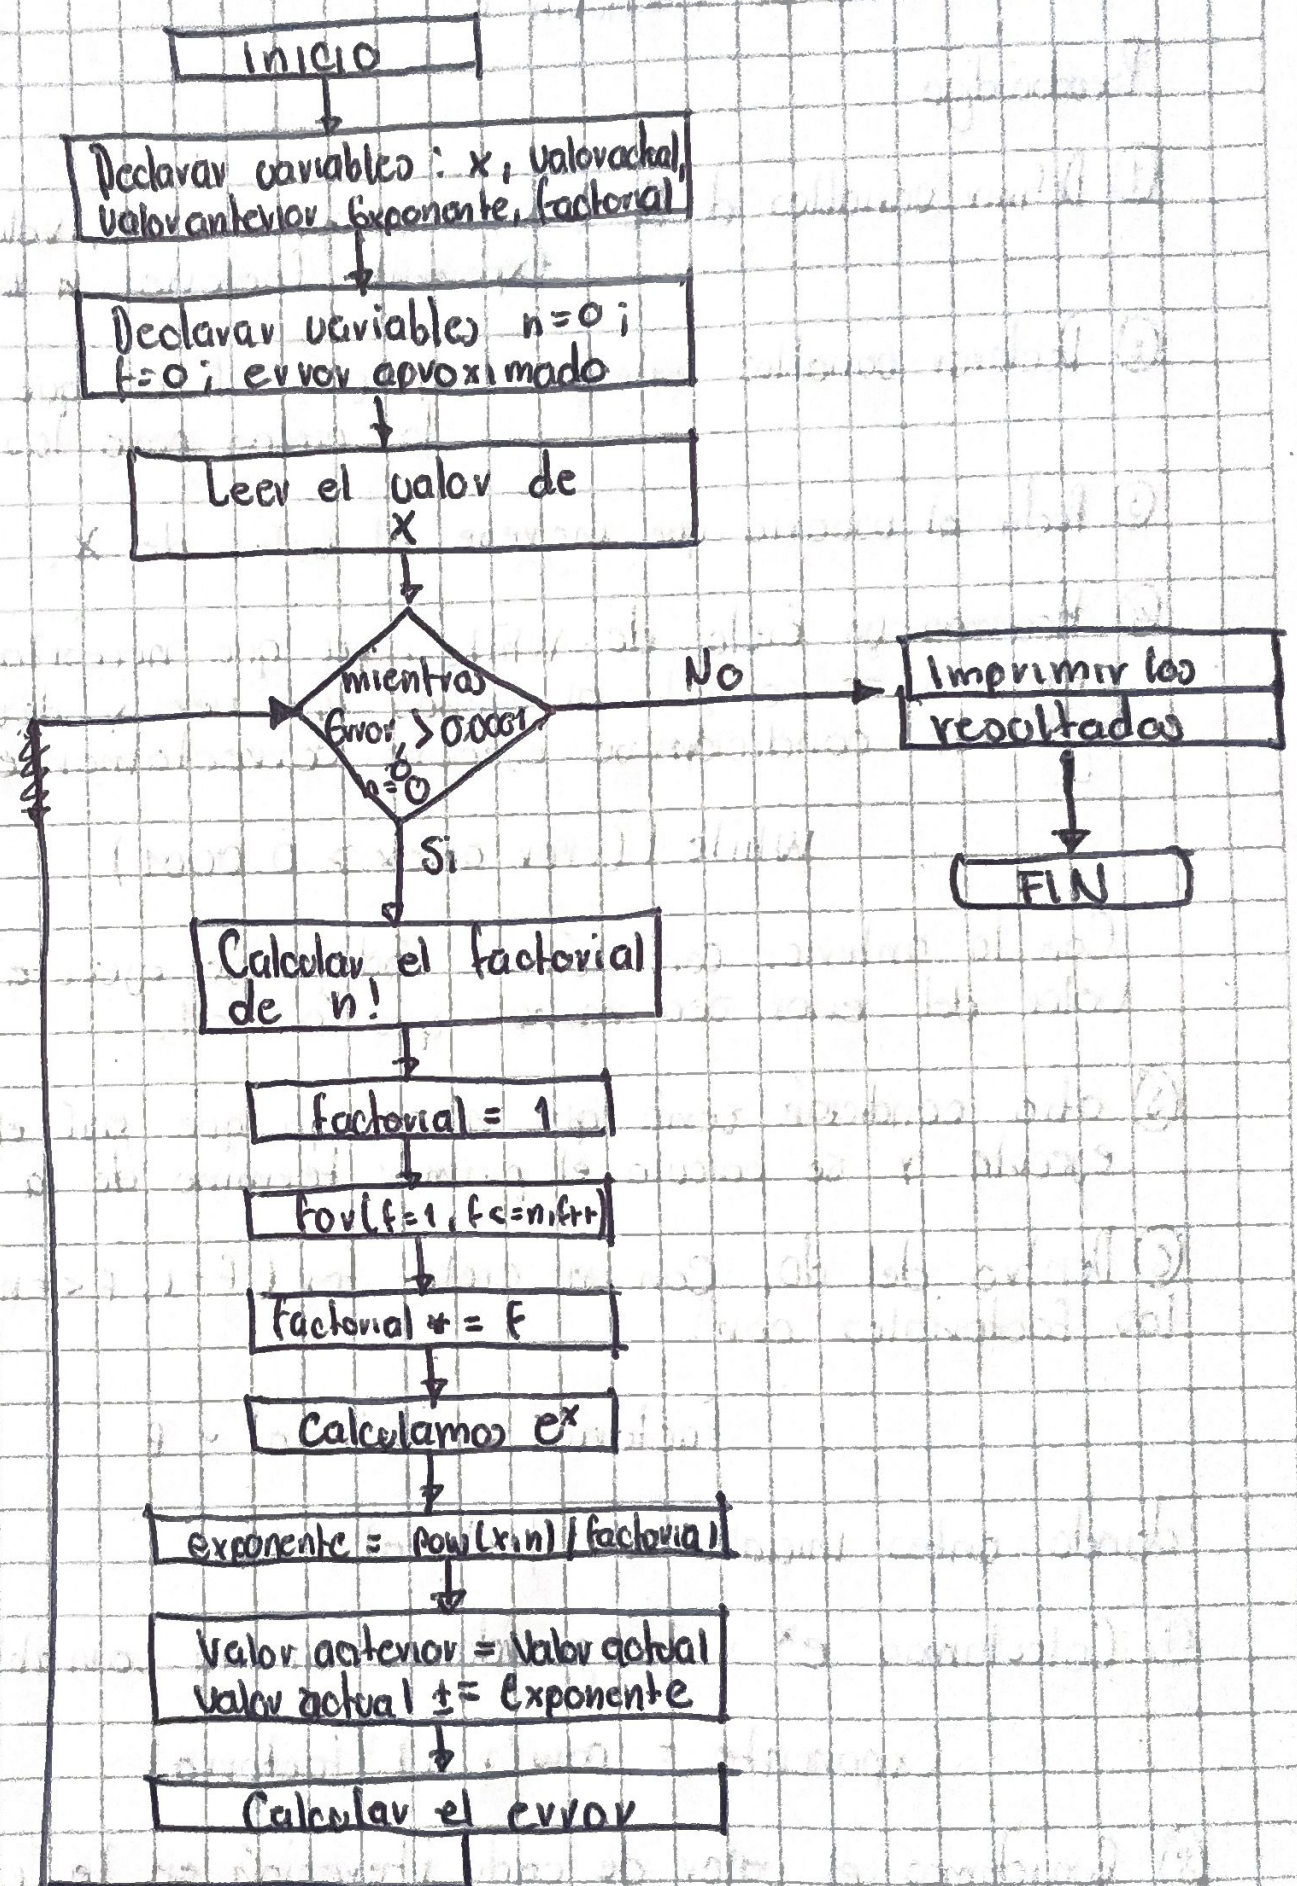 Inicio
Declarar variables : x, valoractual,
valoranterior, Exponente, factorial
Declarar variables n=0 ;
f=0 ; error aproximado
Leer el valor de
x
mientras
Error > 0.0001
ó
n=0
No
Imprimir los
resultados
FIN
Si
Calcular el factorial
de n!
factorial = 1
For(f=1, f<=n, f++)
Factorial *= F
Calculamos eˣ
exponente = pow(x,n) / factorial
Valor anterior = Valor actual
valor actual += Exponente
Calcular el error